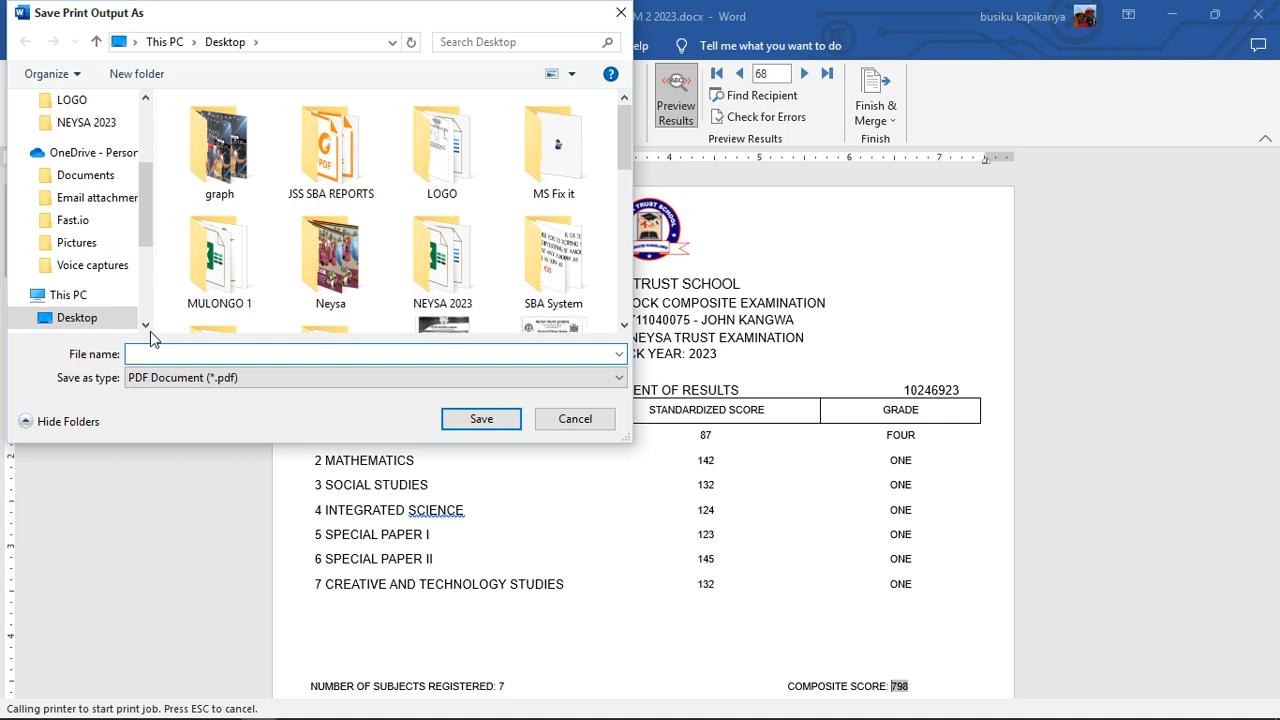 Save Print Output As
M 2 2023.docx - Word
busiku kapikanya
This PC > Desktop >
Search Desktop
elp
Tell me what you want to do
Organize
New folder
Preview Results
68
Find Recipient
Check for Errors
Preview Results
Finish & Merge
Finish
LOGO
NEYSA 2023
OneDrive - Person
Documents
Email attachmer
Fast.io
Pictures
Voice captures
This PC
Desktop
graph
JSS SBA REPORTS
LOGO
MS Fix it
MULONGO 1
Neysa
NEYSA 2023
SBA System
File name:
Save as type: PDF Document (*.pdf)
Hide Folders
Save
Cancel
4 5 6 7
TRUST SCHOOL
TRUST SCHOOL
OCK COMPOSITE EXAMINATION
711040075 - JOHN KANGWA
NEYSA TRUST EXAMINATION
CK YEAR: 2023
ENT OF RESULTS 10246923
STANDARDIZED SCORE GRADE
87 FOUR
2 MATHEMATICS 142 ONE
3 SOCIAL STUDIES 132 ONE
4 INTEGRATED SCIENCE 124 ONE
5 SPECIAL PAPER I 123 ONE
6 SPECIAL PAPER II 145 ONE
7 CREATIVE AND TECHNOLOGY STUDIES 132 ONE
NUMBER OF SUBJECTS REGISTERED: 7 COMPOSITE SCORE: 798
Calling printer to start print job. Press ESC to cancel.